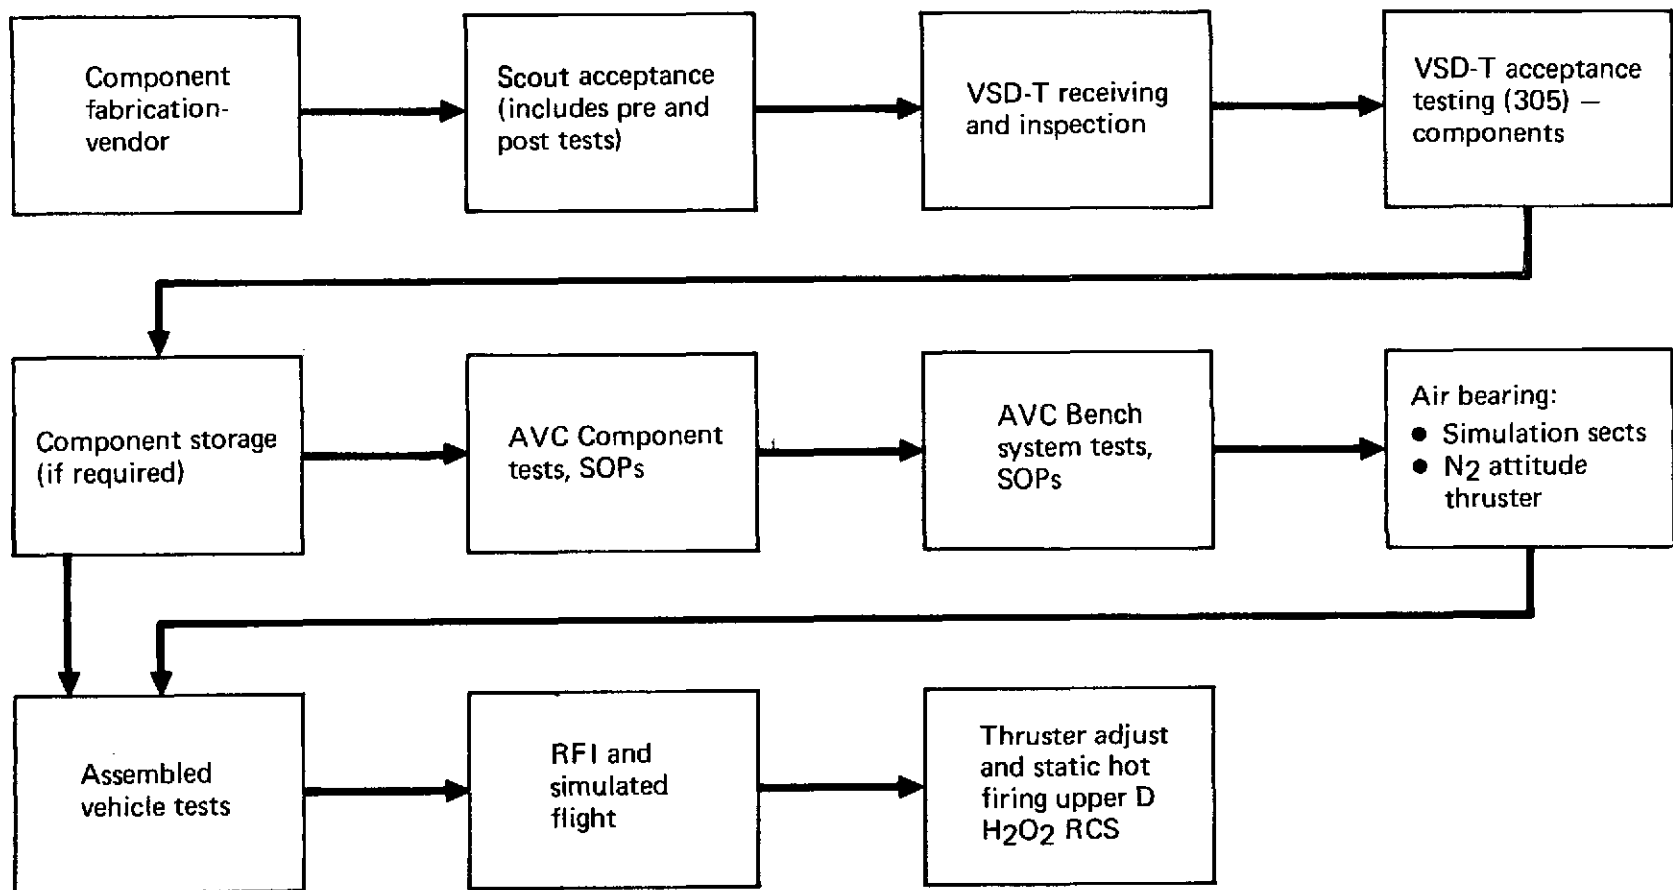 Component
fabrication-
vendor
Scout acceptance
(includes pre and
post tests)
VSD-T receiving
and inspection
VSD-T acceptance
testing (305) —
components
Component storage
(if required)
AVC Component
tests, SOPs
AVC Bench
system tests,
SOPs
Air bearing:
● Simulation sects
● N2 attitude
thruster
Assembled
vehicle tests
RFI and
simulated
flight
Thruster adjust
and static hot
firing upper D
H2O2 RCS